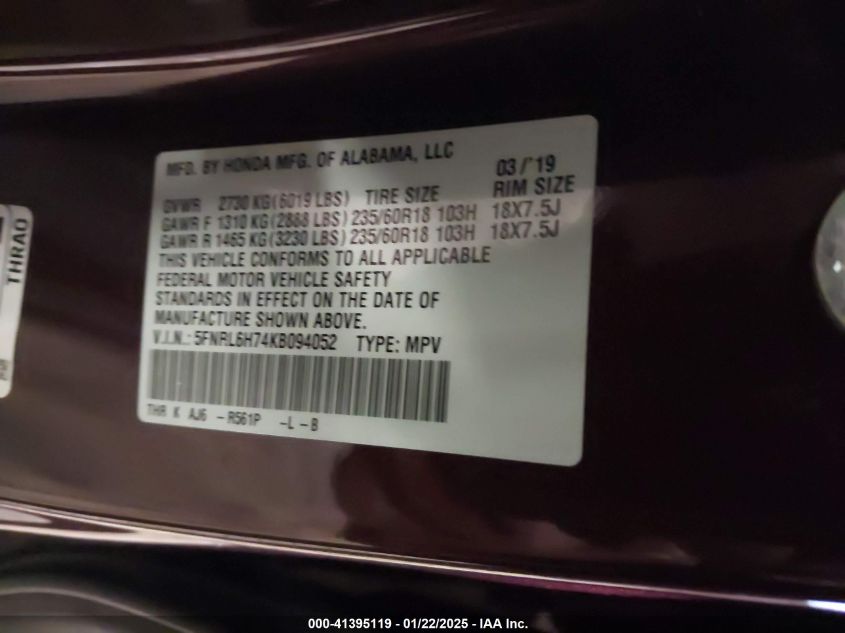 MFD. BY HONDA MFG. OF ALABAMA, LLC 03/'19
GVWR 2730 KG (6019 LBS) TIRE SIZE RIM SIZE
GAWR F 1310 KG (2888 LBS) 235/60R18 103H 18X7.5J
GAWR R 1465 KG (3230 LBS) 235/60R18 103H 18X7.5J
THIS VEHICLE CONFORMS TO ALL APPLICABLE
FEDERAL MOTOR VEHICLE SAFETY
STANDARDS IN EFFECT ON THE DATE OF
MANUFACTURE SHOWN ABOVE.
V.I.N.: 5FNRL6H74KB094052 TYPE: MPV
THR K AJ6 -R561P -L -B
THRAO
000-41395119 - 01/22/2025 - IAA Inc.